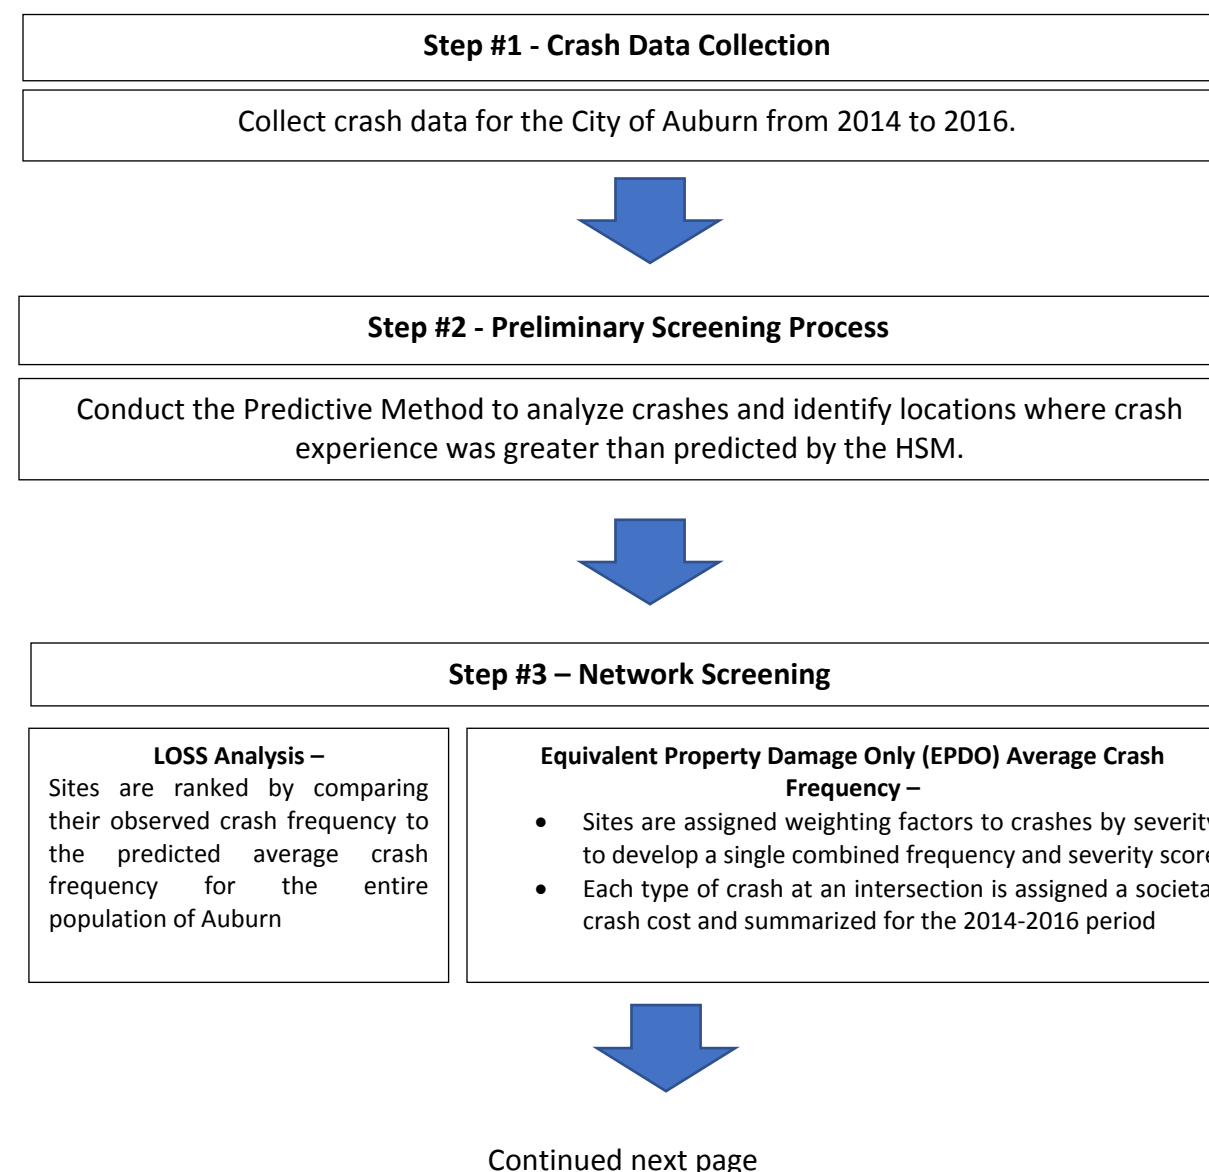 Step #1 - Crash Data Collection
Collect crash data for the City of Auburn from 2014 to 2016.
Step #2 - Preliminary Screening Process
Conduct the Predictive Method to analyze crashes and identify locations where crash
experience was greater than predicted by the HSM.
Step #3 – Network Screening
LOSS Analysis –
Sites are ranked by comparing
their observed crash frequency to
the predicted average crash
frequency for the entire
population of Auburn
Equivalent Property Damage Only (EPDO) Average Crash
Frequency –
• Sites are assigned weighting factors to crashes by severity
to develop a single combined frequency and severity score
• Each type of crash at an intersection is assigned a societa
crash cost and summarized for the 2014-2016 period
Continued next page